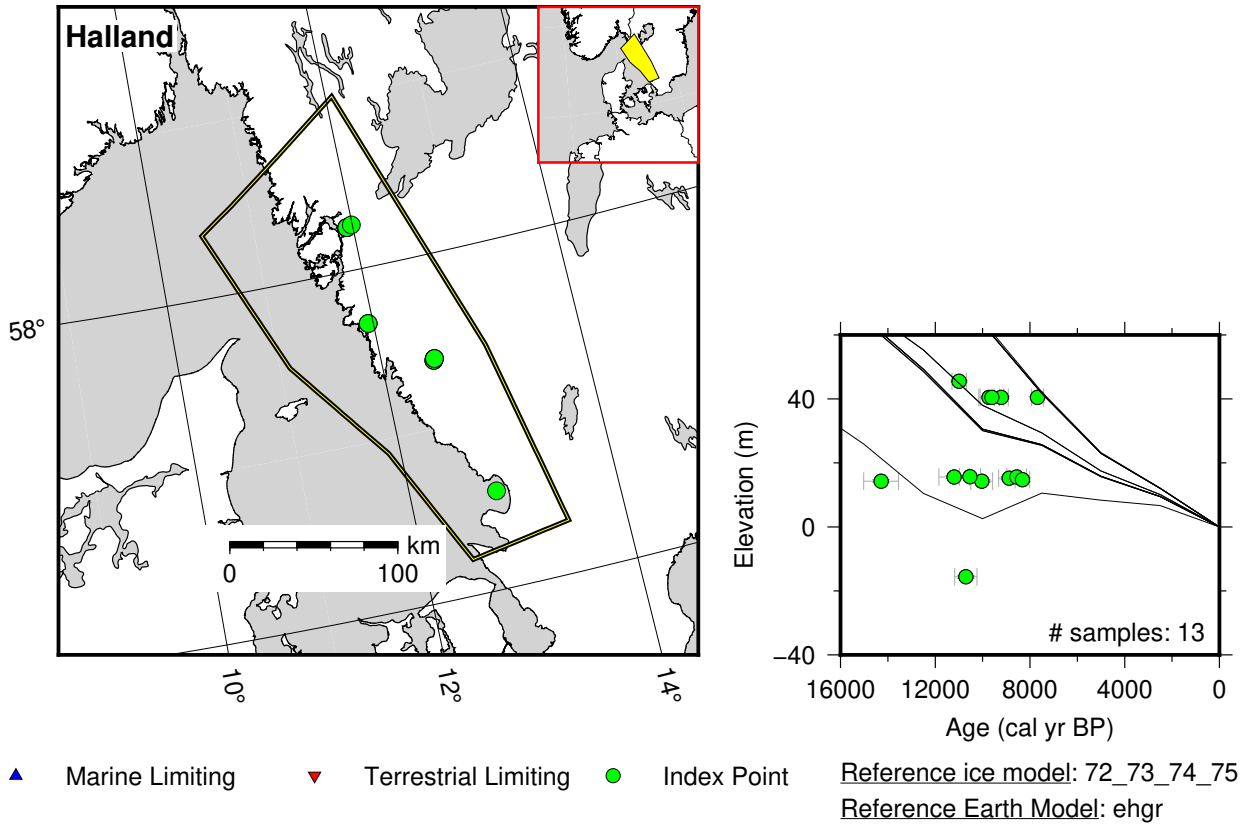 Halland
58°
km
0 100
10°
12°
14°
Elevation (m)
40
0
−40
# samples: 13
16000 12000 8000 4000 0
Age (cal yr BP)
Marine Limiting Terrestrial Limiting Index Point
Reference ice model: 72_73_74_75
Reference Earth Model: ehgr